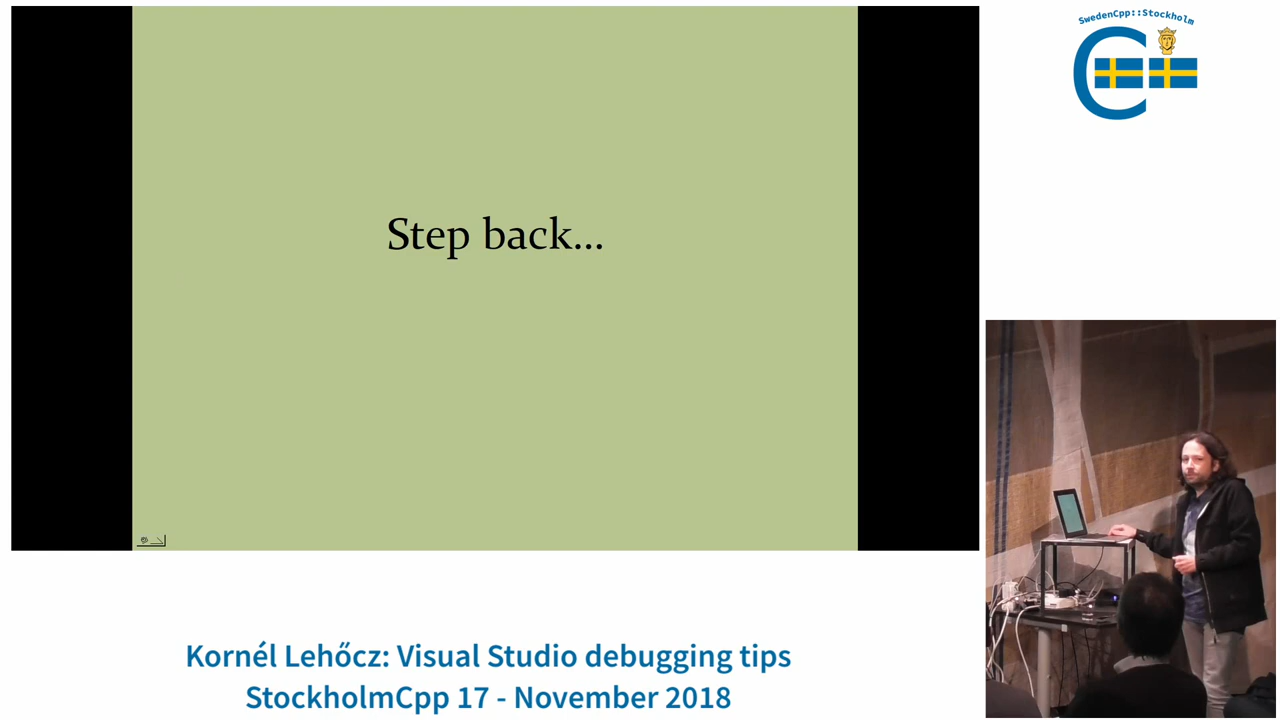 SwedenCpp::Stockholm
Step back...
Kornél Lehőcz: Visual Studio debugging tips
StockholmCpp 17 - November 2018